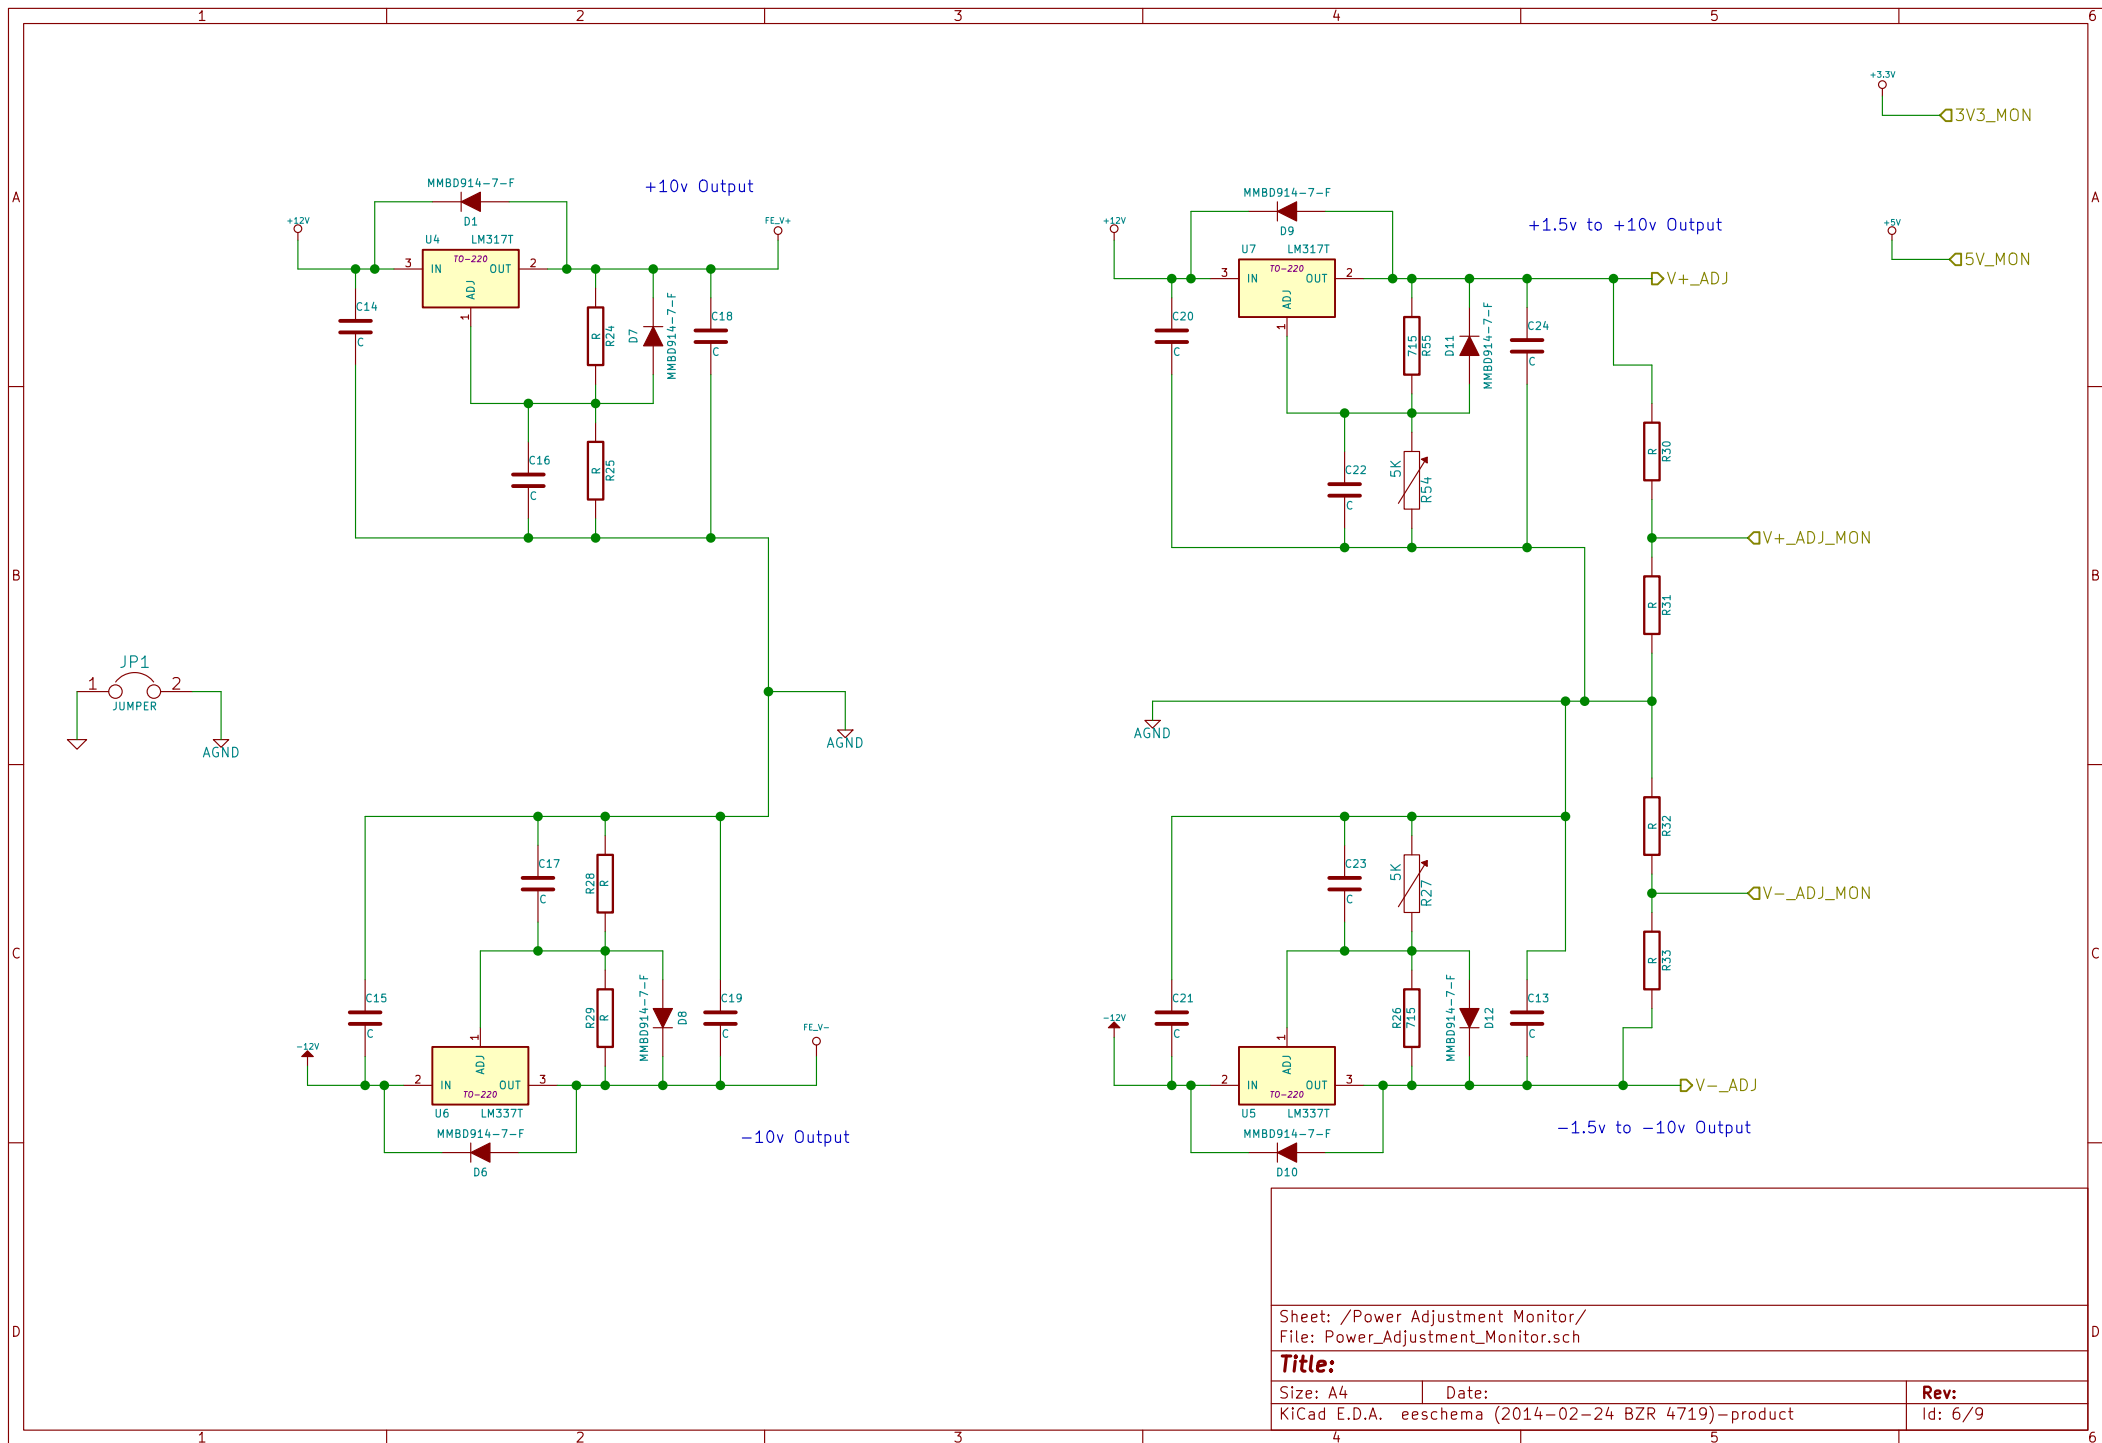 1 2 3 4 5 6
+3.3V
3V3_MON
A A
MMBD914-7-F
D1
+10v Output
+12V
FE_V+
U4 LM317T
TO-220
3 IN OUT 2
ADJ
1
C14
C
R
R24
D7
MMBD914-7-F
C18
C
C16
C
R
R25
MMBD914-7-F
D9
+1.5v to +10v Output
+12V
+5V
5V_MON
U7 LM317T
TO-220
3 IN OUT 2
V+_ADJ
ADJ
1
C20
C
715
R55
D11
MMBD914-7-F
C24
C
C22
C
5K
R54
R
R30
V+_ADJ_MON
B B
R
R31
JP1
1 2
JUMPER
AGND
AGND
AGND
C17
C
R28
R
C15
C
R29
R
MMBD914-7-F
D8
C19
C
-12V
FE_V-
1
ADJ
2 IN OUT 3
TO-220
U6 LM337T
MMBD914-7-F
D6
-10v Output
R
R32
C23
C
5K
R27
V-_ADJ_MON
C C
R
R33
C21
C
R26
715
MMBD914-7-F
D12
C13
C
-12V
1
ADJ
2 IN OUT 3
TO-220
V-_ADJ
U5 LM337T
MMBD914-7-F
D10
-1.5v to -10v Output
D D
Sheet: /Power Adjustment Monitor/
File: Power_Adjustment_Monitor.sch
Title:
Size: A4 Date: Rev:
KiCad E.D.A. eeschema (2014-02-24 BZR 4719)-product Id: 6/9
1 2 3 4 5 6